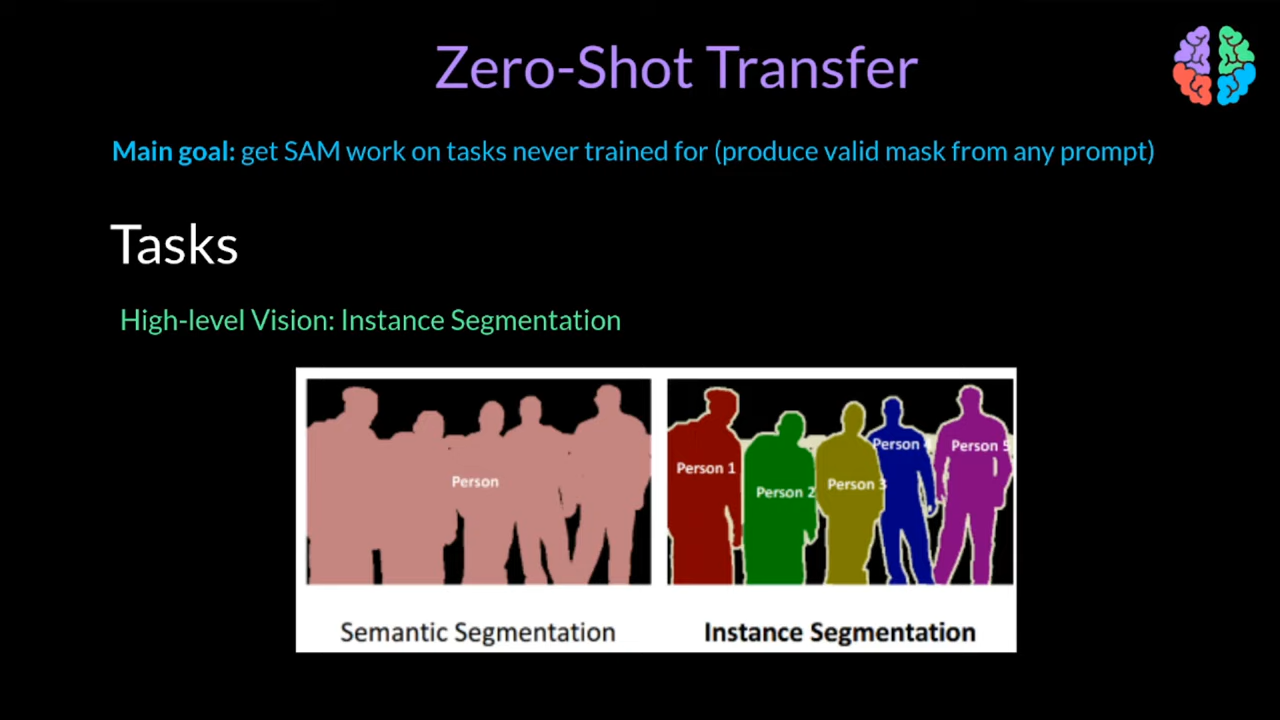 Zero-Shot Transfer
Main goal: get SAM work on tasks never trained for (produce valid mask from any prompt)
Tasks
High-level Vision: Instance Segmentation
Person
Person 1
Person 2
Person 3
Person 4
Person 5
Semantic Segmentation
Instance Segmentation